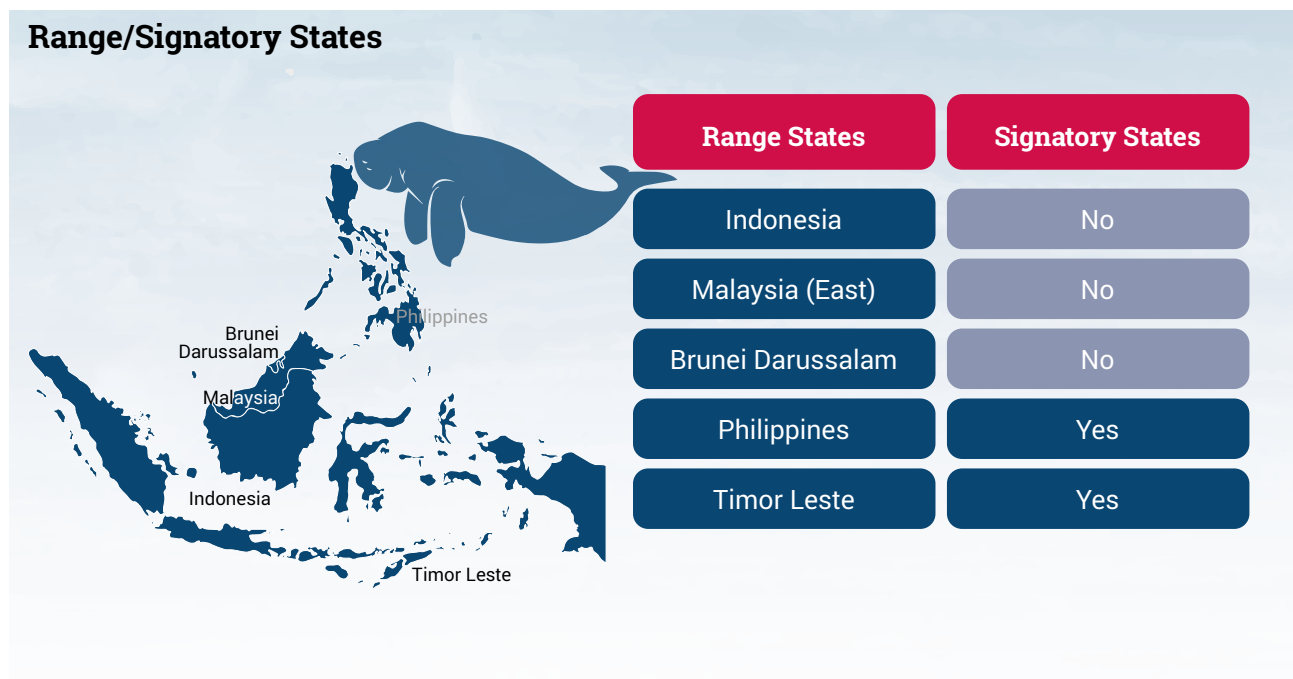 Range/Signatory States
Range States
Signatory States
Indonesia
No
Malaysia (East)
No
Brunei Darussalam
No
Philippines
Yes
Timor Leste
Yes
Philippines
Brunei
Darussalam
Malaysia
Indonesia
Timor Leste